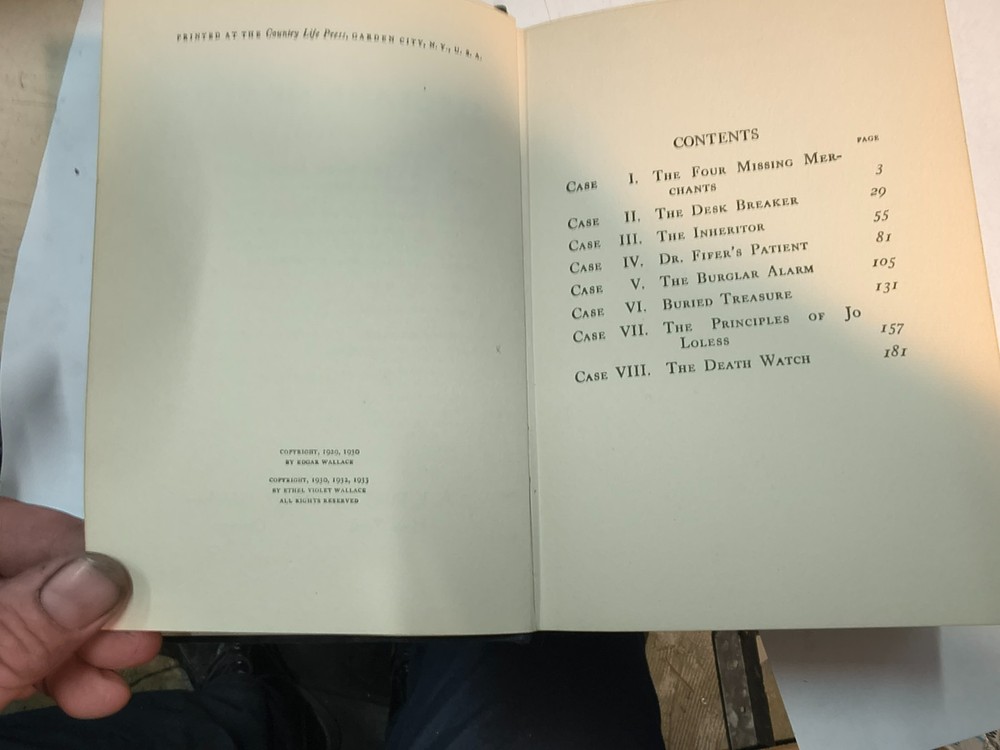 PRINTED AT THE Country Life Press, GARDEN CITY, N. Y., U. S. A.
COPYRIGHT, 1929, 1930
BY EDGAR WALLACE
COPYRIGHT, 1930, 1932, 1933
BY ETHEL VIOLET WALLACE
ALL RIGHTS RESERVED
CONTENTS
PAGE
CASE I. THE FOUR MISSING MER-
CHANTS 3
CASE II. THE DESK BREAKER 29
CASE III. THE INHERITOR 55
CASE IV. DR. FIFER'S PATIENT 81
CASE V. THE BURGLAR ALARM 105
CASE VI. BURIED TREASURE 131
CASE VII. THE PRINCIPLES OF JO
LOLESS 157
CASE VIII. THE DEATH WATCH 181